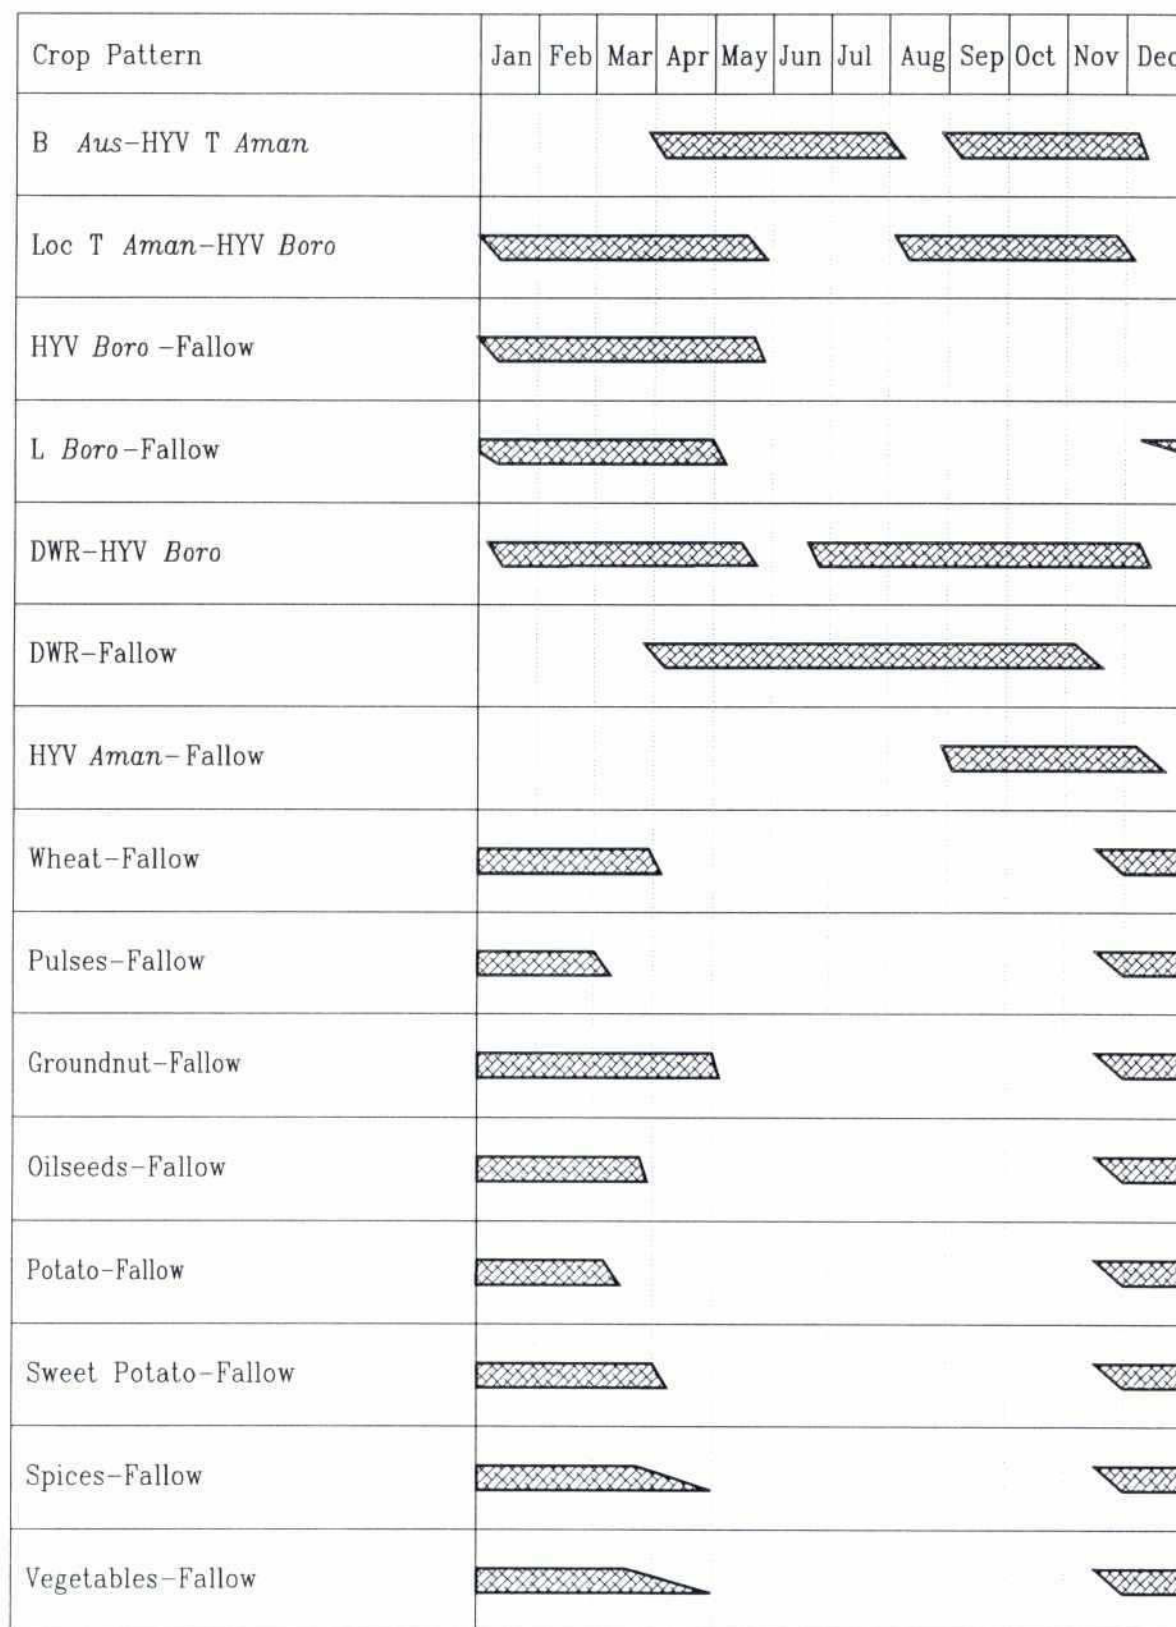 Crop Pattern Jan Feb Mar Apr May Jun Jul Aug Sep Oct Nov Dec
B Aus-HYV T Aman
Loc T Aman-HYV Boro
HYV Boro -Fallow
L Boro-Fallow
DWR-HYV Boro
DWR-Fallow
HYV Aman-Fallow
Wheat-Fallow
Pulses-Fallow
Groundnut-Fallow
Oilseeds-Fallow
Potato-Fallow
Sweet Potato-Fallow
Spices-Fallow
Vegetables-Fallow